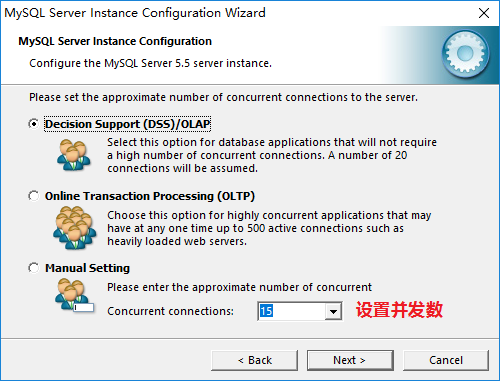 MySQL Server Instance Configuration Wizard
MySQL Server Instance Configuration
Configure the MySQL Server 5.5 server instance.
Please set the approximate number of concurrent connections to the server.
Decision Support (DSS)/OLAP
Select this option for database applications that will not require
a high number of concurrent connections. A number of 20
connections will be assumed.
Online Transaction Processing (OLTP)
Choose this option for highly concurrent applications that may
have at any one time up to 500 active connections such as
heavily loaded web servers.
Manual Setting
Please enter the approximate number of concurrent
Concurrent connections: 15 设置并发数
< Back Next > Cancel